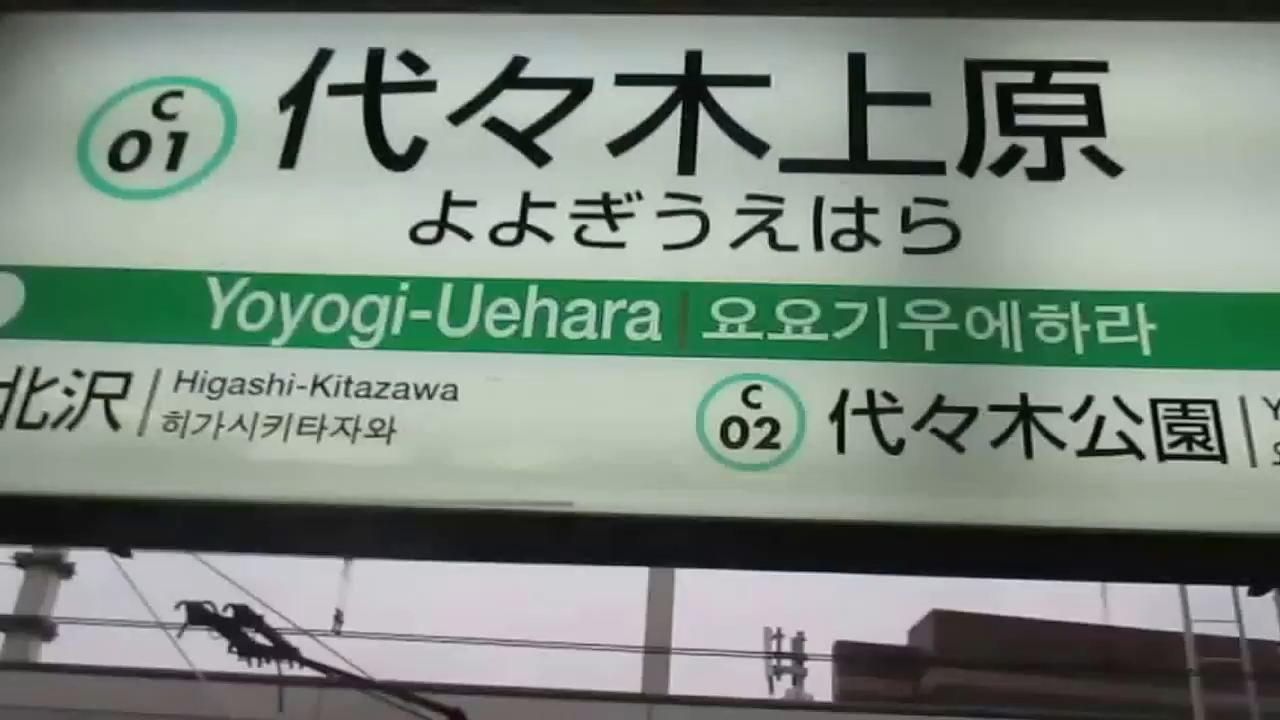 C
01
代々木上原
よよぎうえはら
Yoyogi-Uehara | 요요기우에하라
北沢 | Higashi-Kitazawa
히가시키타자와
C
02
代々木公園 | Y